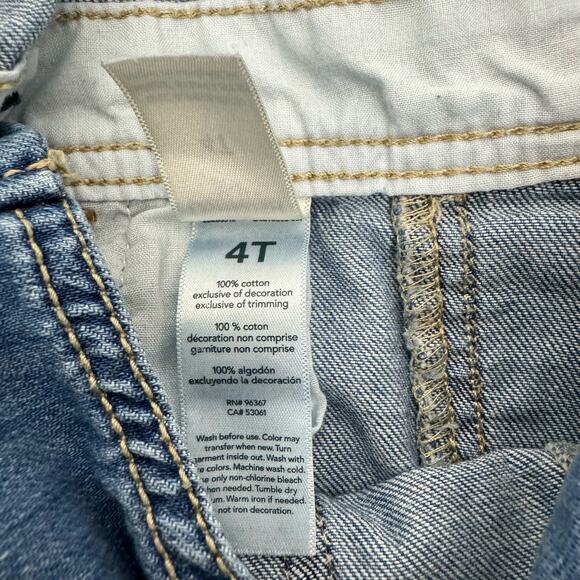 4T
100% cotton
exclusive of decoration
exclusive of trimming
100 % coton
décoration non comprise
garniture non comprise
100% algodón
excluyendo la decoración
RN# 96367
CA# 53061
Wash before use. Color may
transfer when new. Turn
garment inside out. Wash with
colors. Machine wash cold.
only non-chlorine bleach
when needed. Tumble dry
Warm iron if needed.
not iron decoration.